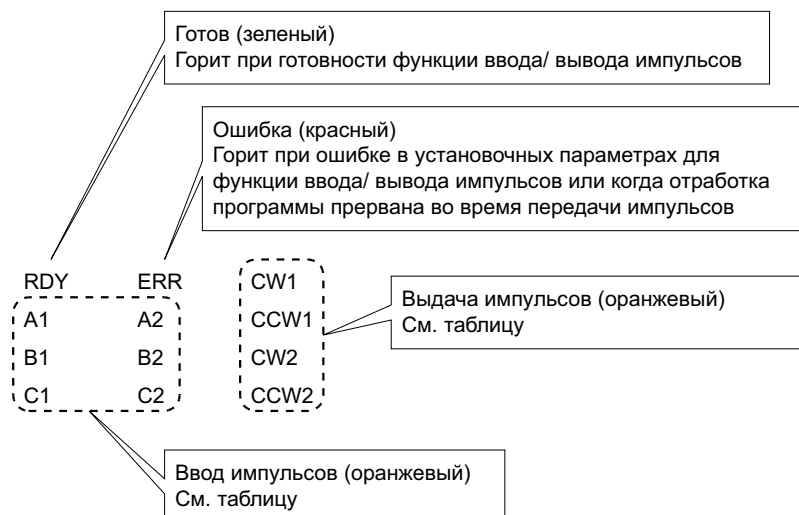 Готов (зеленый)
Горит при готовности функции ввода/ вывода импульсов
Ошибка (красный)
Горит при ошибке в установочных параметрах для
функции ввода/ вывода импульсов или когда отработка
программы прервана во время передачи импульсов
RDY ERR CW1
A1 A2 CCW1
B1 B2 CW2
C1 C2 CCW2
Выдача импульсов (оранжевый)
См. таблицу
Ввод импульсов (оранжевый)
См. таблицу